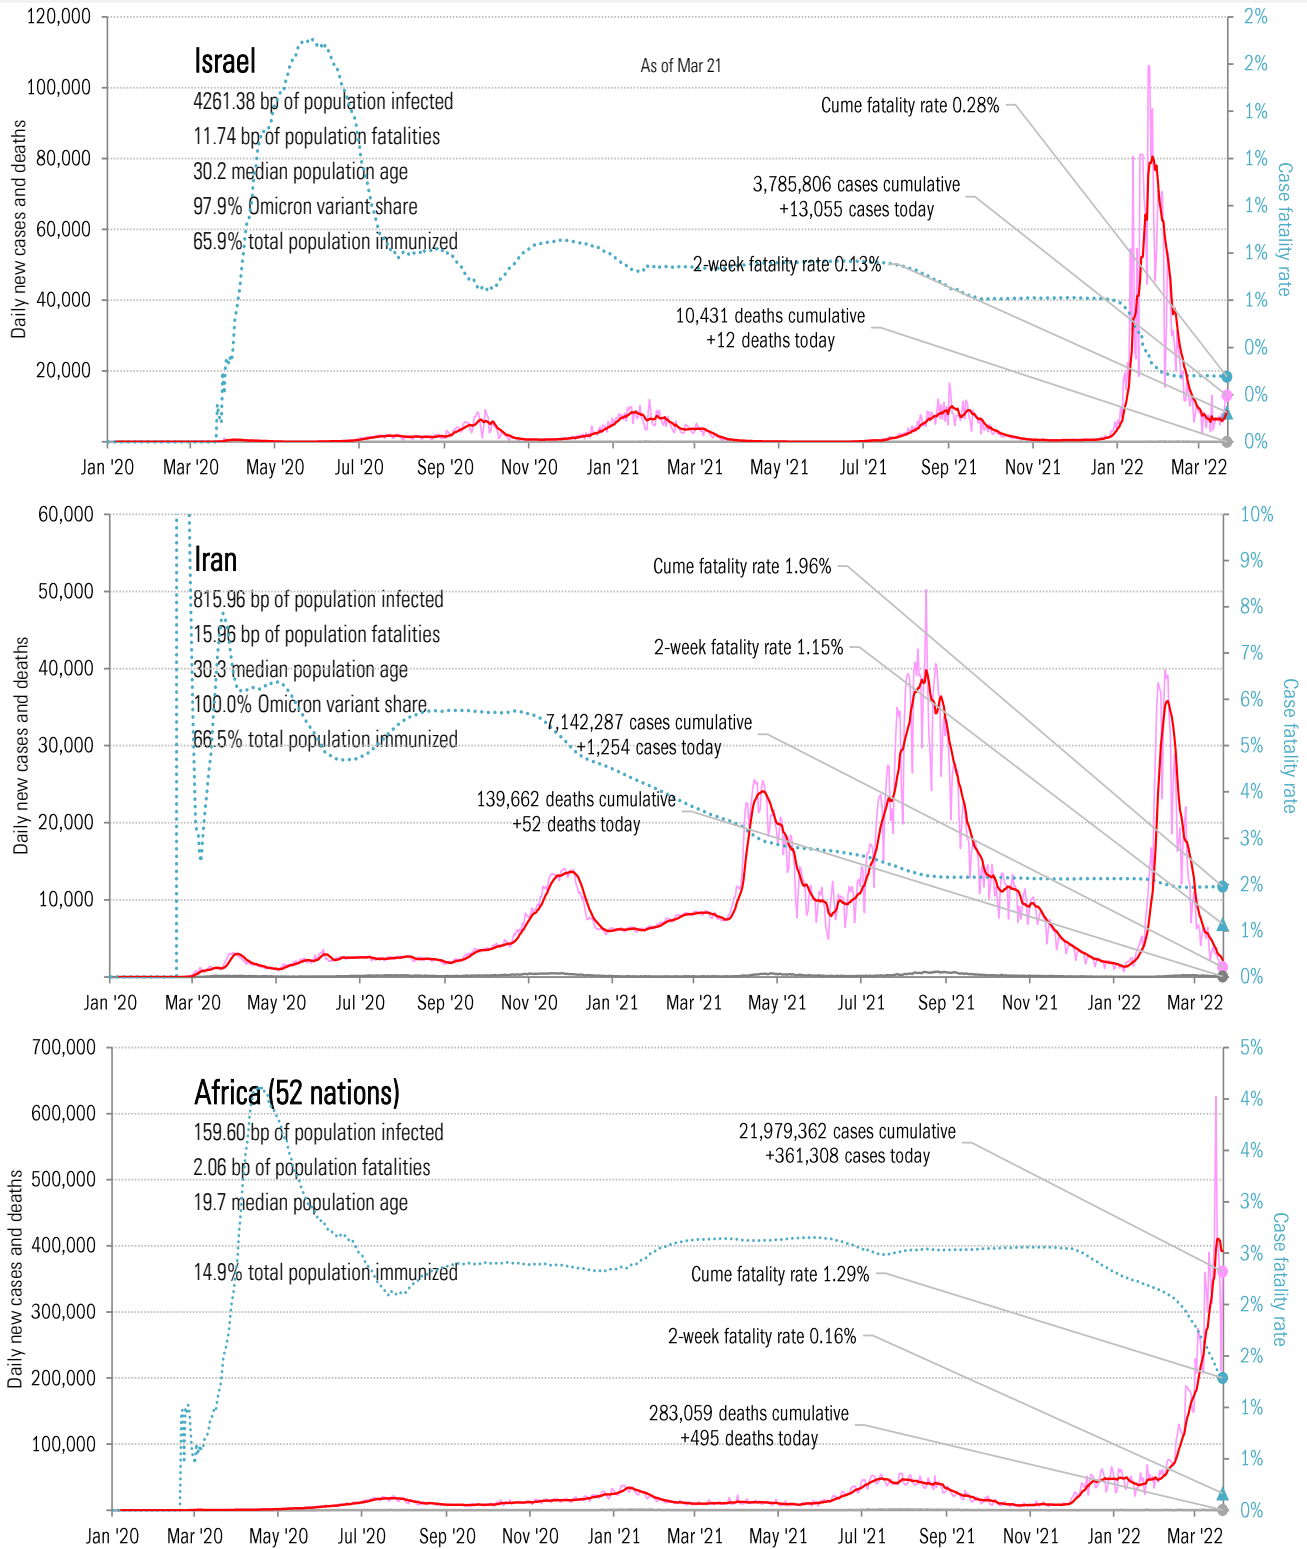 120,000
100,000
80,000
60,000
40,000
20,000
Daily new cases and deaths
Israel
4261.38 bp of population infected
11.74 bp of population fatalities
30.2 median population age
97.9% Omicron variant share
65.9% total population immunized
As of Mar 21
Cume fatality rate 0.28%
3,785,806 cases cumulative
+13,055 cases today
2-week fatality rate 0.13%
10,431 deaths cumulative
+12 deaths today
2%
2%
1%
1%
1%
1%
1%
0%
0%
0%
Case fatality rate
Jan '20 Mar '20 May '20 Jul '20 Sep '20 Nov '20 Jan '21 Mar '21 May '21 Jul '21 Sep '21 Nov '21 Jan '22 Mar '22
60,000
50,000
40,000
30,000
20,000
10,000
Daily new cases and deaths
Iran
815.96 bp of population infected
15.96 bp of population fatalities
30.3 median population age
100.0% Omicron variant share
66.5% total population immunized
Cume fatality rate 1.96%
2-week fatality rate 1.15%
7,142,287 cases cumulative
+1,254 cases today
139,662 deaths cumulative
+52 deaths today
10%
9%
8%
7%
6%
5%
4%
3%
2%
1%
0%
Case fatality rate
Jan '20 Mar '20 May '20 Jul '20 Sep '20 Nov '20 Jan '21 Mar '21 May '21 Jul '21 Sep '21 Nov '21 Jan '22 Mar '22
700,000
600,000
500,000
400,000
300,000
200,000
100,000
Daily new cases and deaths
Africa (52 nations)
159.60 bp of population infected
2.06 bp of population fatalities
19.7 median population age
14.9% total population immunized
21,979,362 cases cumulative
+361,308 cases today
Cume fatality rate 1.29%
2-week fatality rate 0.16%
283,059 deaths cumulative
+495 deaths today
5%
4%
4%
3%
3%
2%
2%
1%
1%
0%
Case fatality rate
Jan '20 Mar '20 May '20 Jul '20 Sep '20 Nov '20 Jan '21 Mar '21 May '21 Jul '21 Sep '21 Nov '21 Jan '22 Mar '22